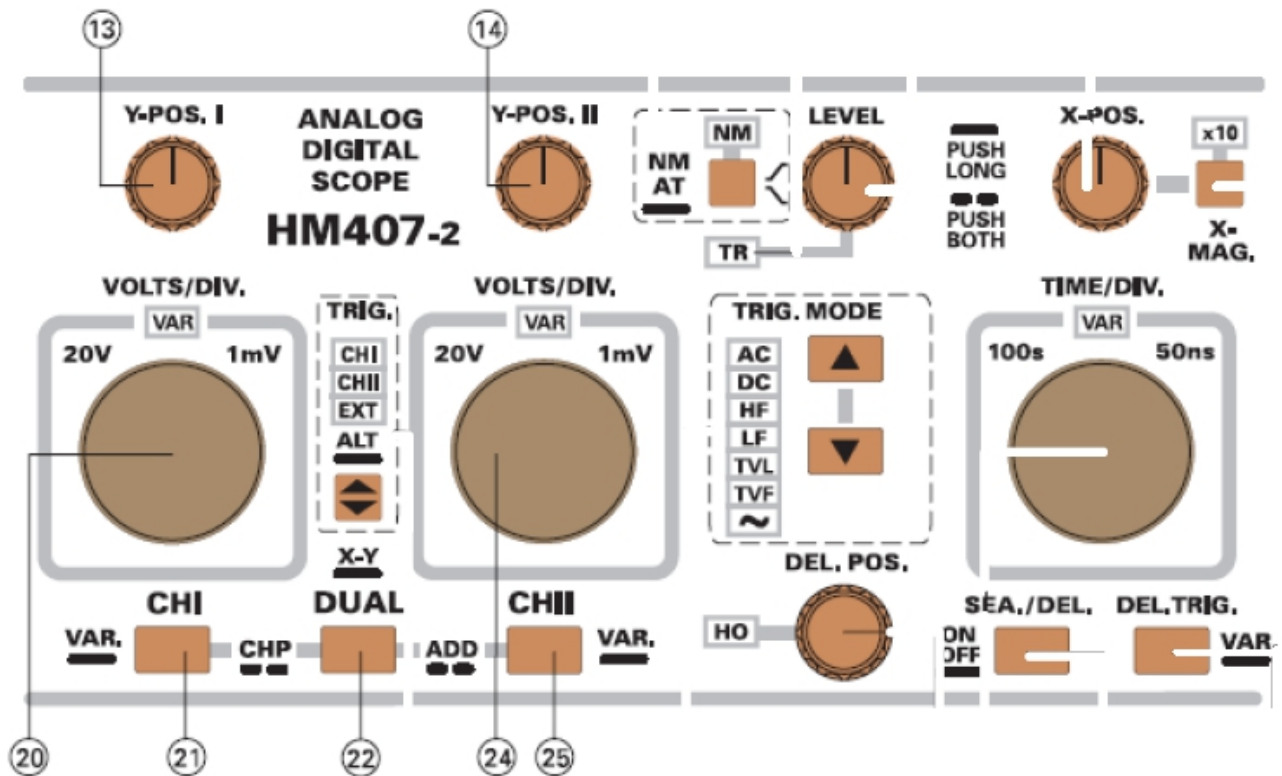 13
14
Y-POS. I
ANALOG
DIGITAL
SCOPE
HM407-2
Y-POS. II
NM
AT
NM
LEVEL
TR
PUSH
LONG
PUSH
BOTH
X-POS.
x10
X-
MAG.
VOLTS/DIV.
VAR
20V
1mV
TRIG.
CHI
CHII
EXT
ALT
VOLTS/DIV.
VAR
20V
1mV
TRIG. MODE
AC
DC
HF
LF
TVL
TVF
~
TIME/DIV.
VAR
100s
50ns
X-Y
DEL. POS.
HO
CHI
DUAL
CHII
VAR.
CHP
ADD
VAR.
SEA./DEL.
DEL.TRIG.
ON
OFF
VAR.
20
21
22
24
25